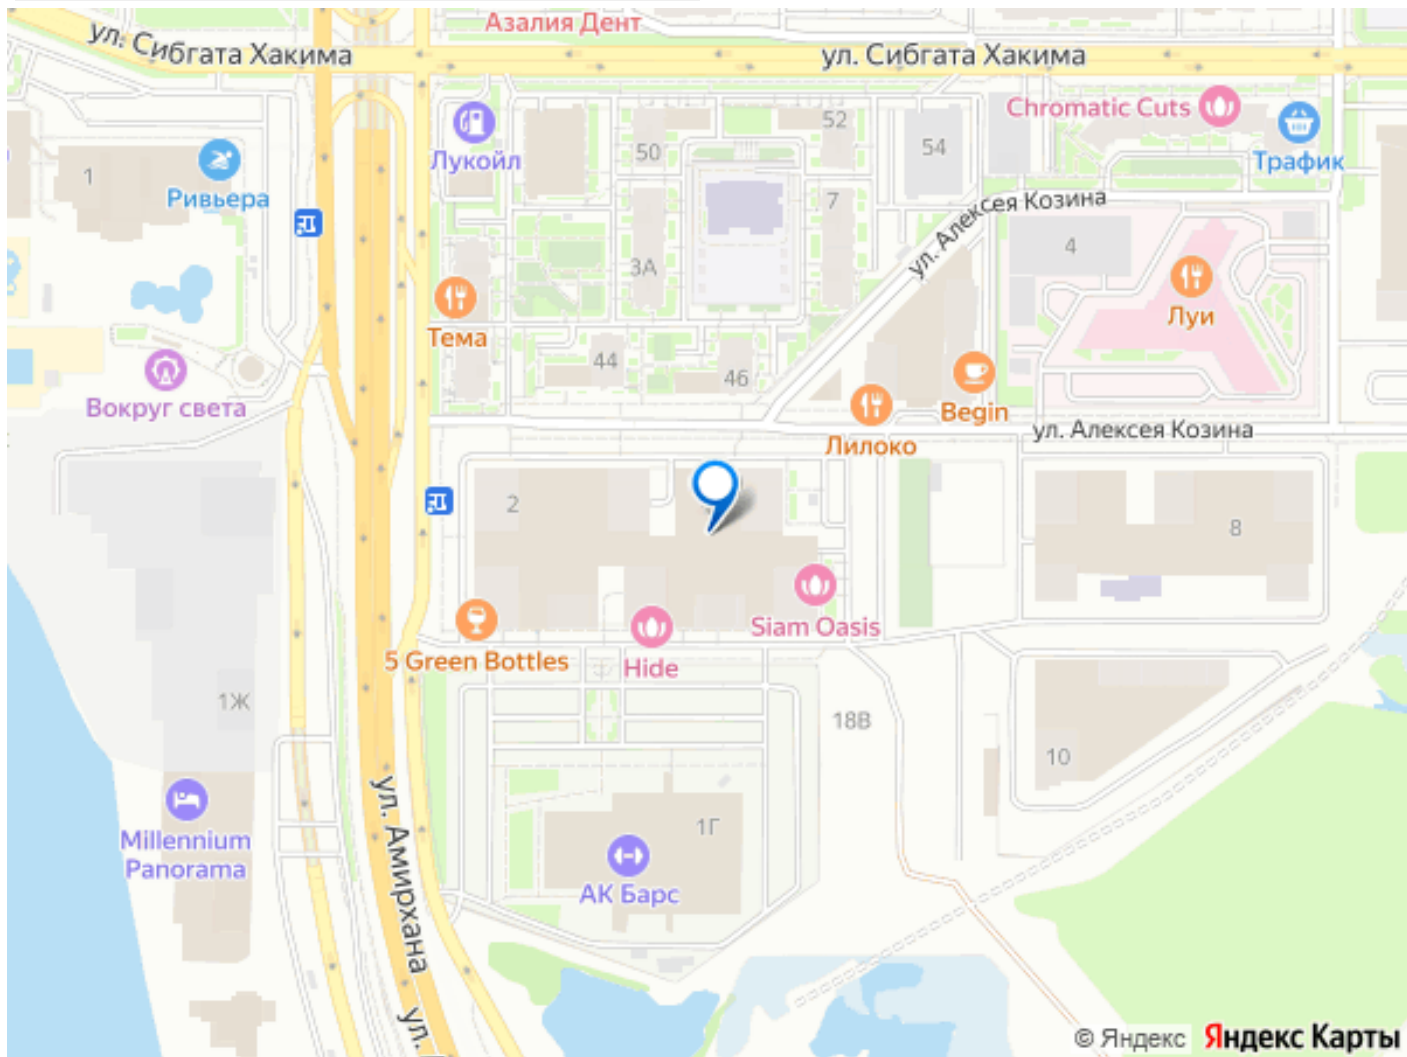 Азалия Дент
ул. Сибгата Хакима
ул. Сибгата Хакима
Chromatic Cuts
52
50
54
Лукойл
Трафик
1
Ривьера
7
ул. Алексея Козина
4
3А
Луи
Тема
44
46
Вокруг света
Begin
Лилоко
ул. Алексея Козина
2
8
Siam Oasis
5 Green Bottles
Hide
1Ж
18В
10
ул. Амирхана
1Г
Millennium
Panorama
АК Барс
ул.
© Яндекс Яндекс Карты